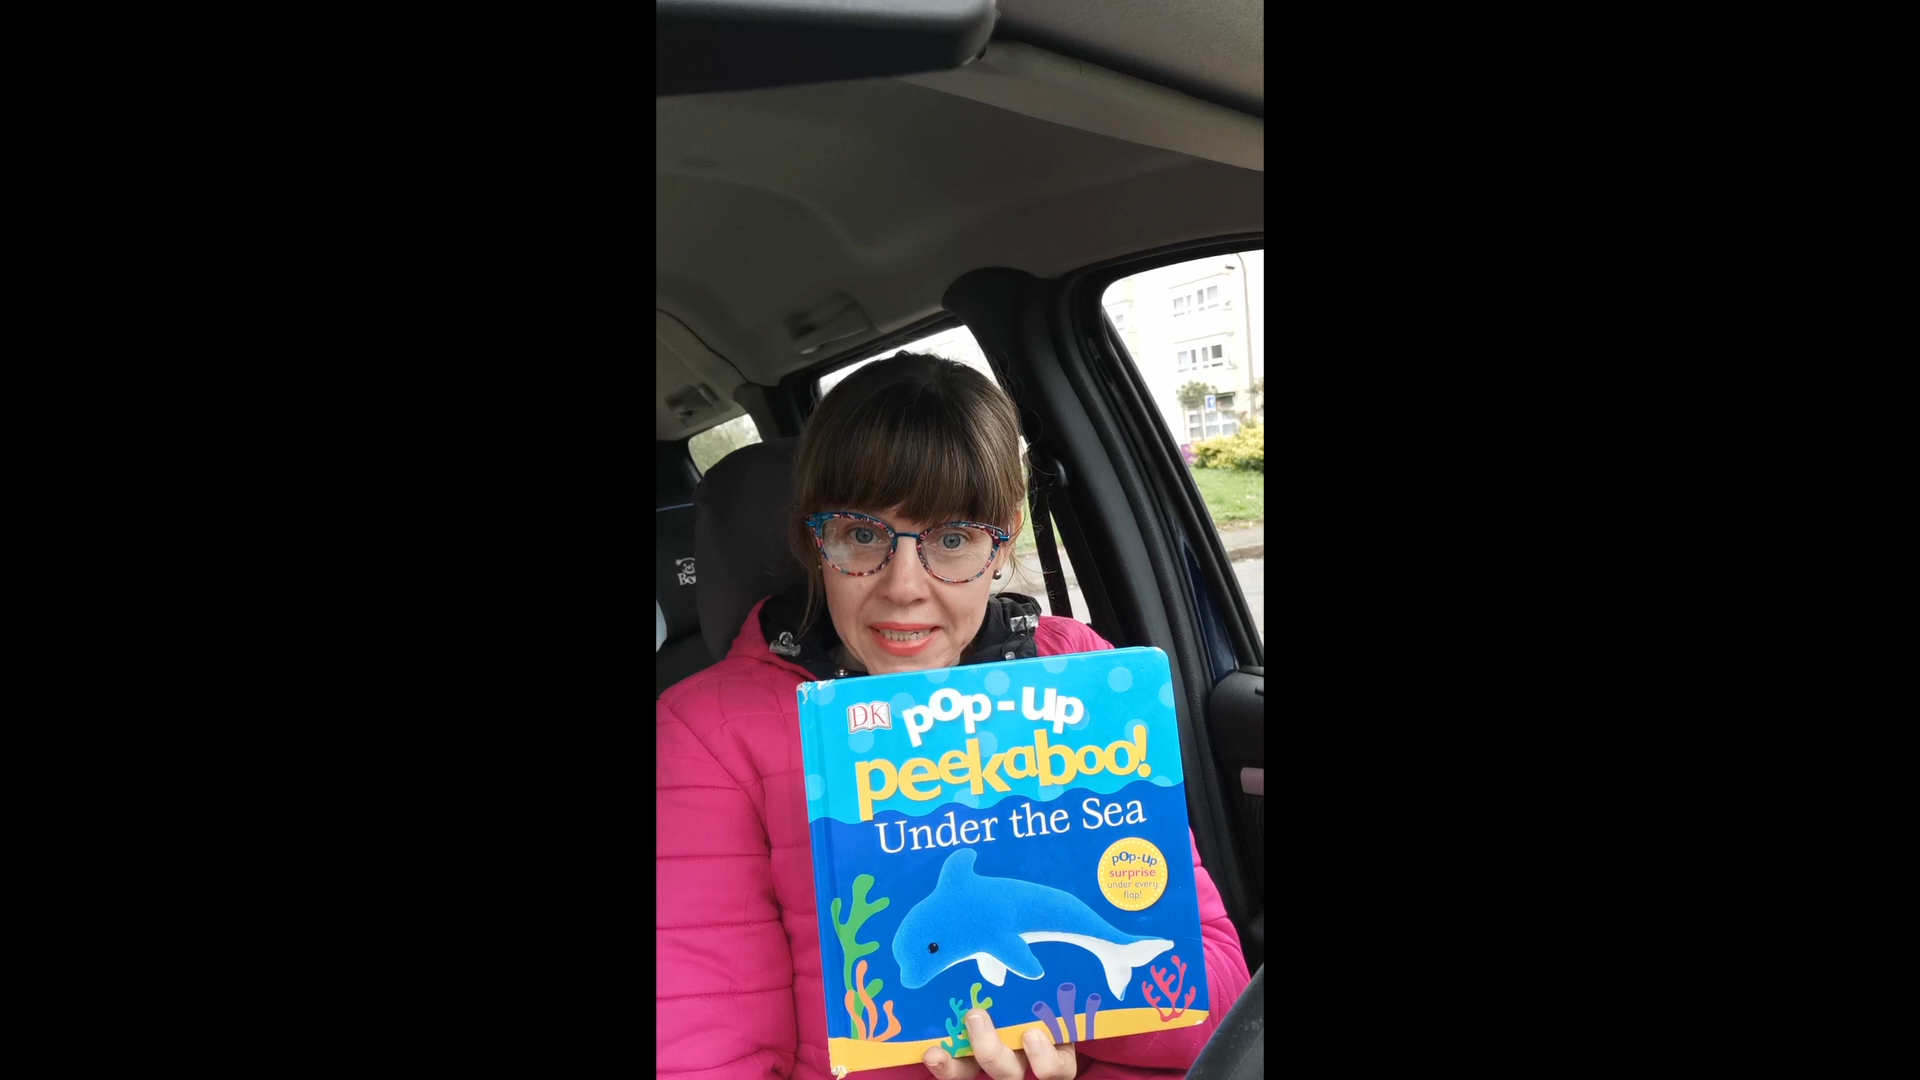 DK
pop-up
peekaboo!
Under the Sea
pop-up
surprise
under every
flap!